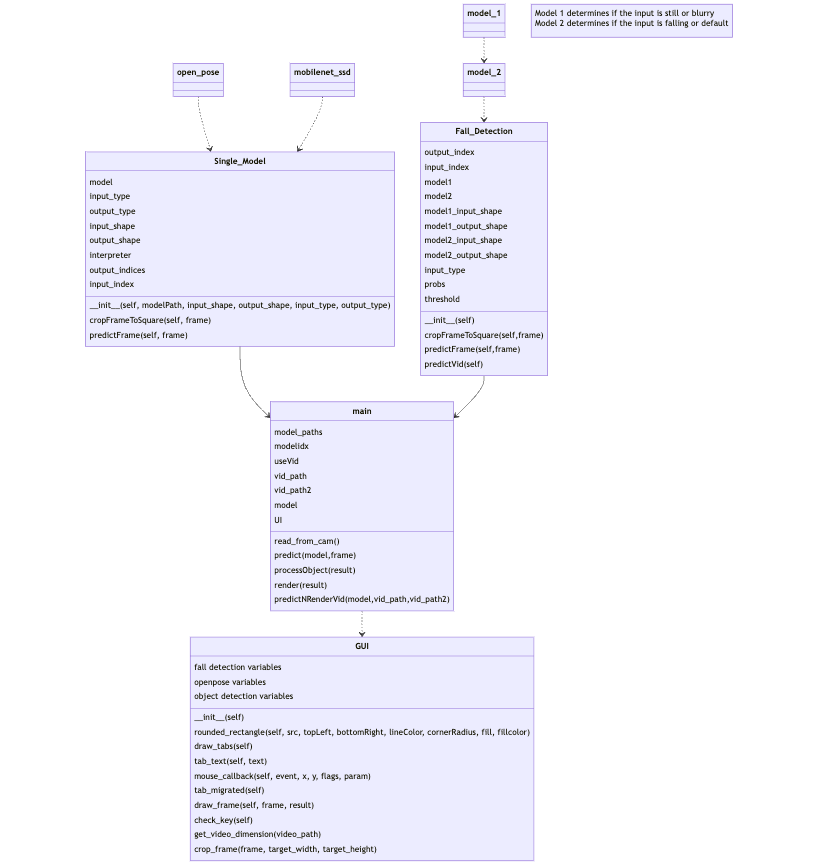 model_1
Model 1 determines if the input is still or blurry
Model 2 determines if the input is falling or default
open_pose
mobilenet_ssd
model_2
Single_Model
model
input_type
output_type
input_shape
output_shape
interpreter
output_indices
input_index
__init__(self, modelPath, input_shape, output_shape, input_type, output_type)
cropFrameToSquare(self, frame)
predictFrame(self, frame)
Fall_Detection
output_index
input_index
model1
model2
model1_input_shape
model1_output_shape
model2_input_shape
model2_output_shape
input_type
probs
threshold
__init__(self)
cropFrameToSquare(self,frame)
predictFrame(self,frame)
predictVid(self)
main
model_paths
modelidx
useVid
vid_path
vid_path2
model
UI
read_from_cam()
predict(model,frame)
processObject(result)
render(result)
predictNRenderVid(model,vid_path,vid_path2)
GUI
fall detection variables
openpose variables
object detection variables
__init__(self)
rounded_rectangle(self, src, topLeft, bottomRight, lineColor, cornerRadius, fill, fillcolor)
draw_tabs(self)
tab_text(self, text)
mouse_callback(self, event, x, y, flags, param)
tab_migrated(self)
draw_frame(self, frame, result)
check_key(self)
get_video_dimension(video_path)
crop_frame(frame, target_width, target_height)